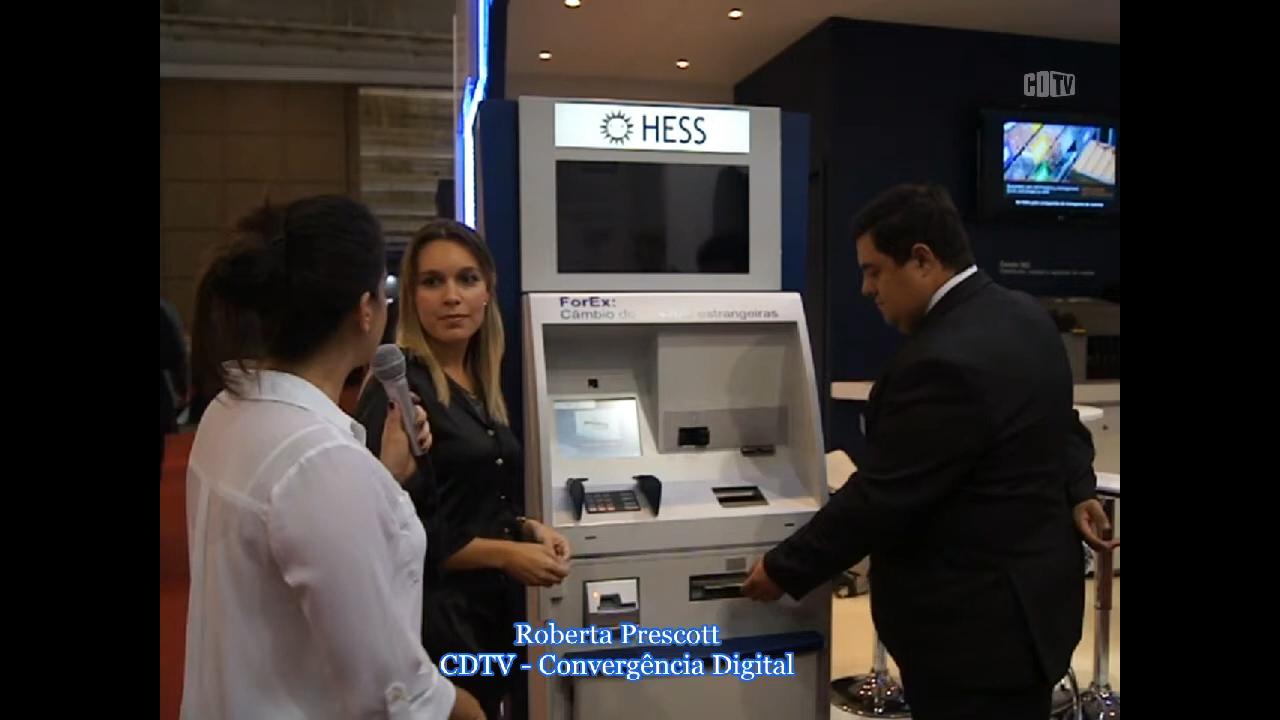 CDTV
HESS
ForEx:
Câmbio de estrangeiras
Roberta Prescott
CDTV - Convergência Digital